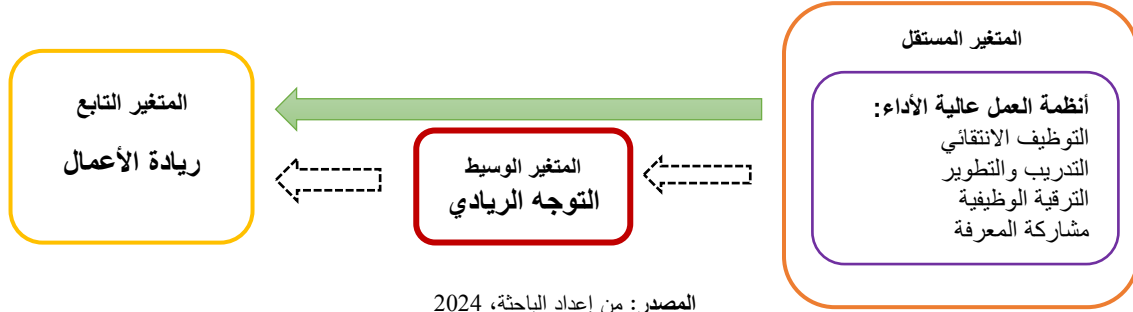 المتغير المستقل
أنظمة العمل عالية الأداء:
التوظيف الانتقائي
التدريب والتطوير
الترقية الوظيفية
مشاركة المعرفة
المتغير الوسيط
التوجه الريادي
المتغير التابع
ريادة الأعمال
المصدر: من إعداد الباحثة، 2024